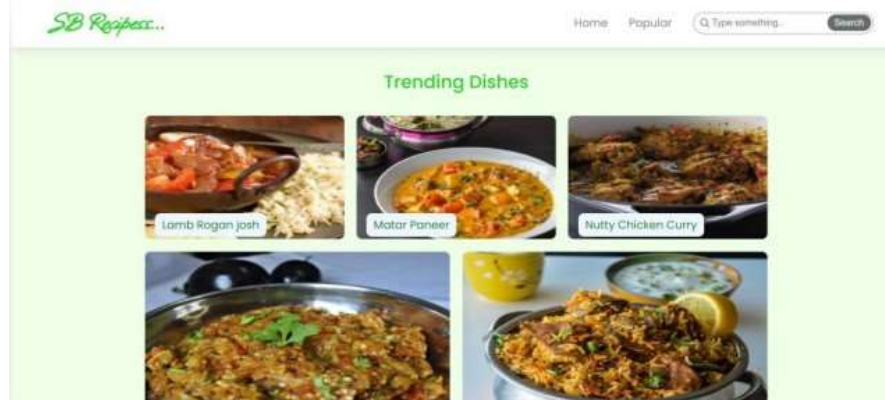 SB Recipess...
Home Popular Type something... Search
Trending Dishes
Lamb Rogan josh Matar Paneer Nutty Chicken Curry